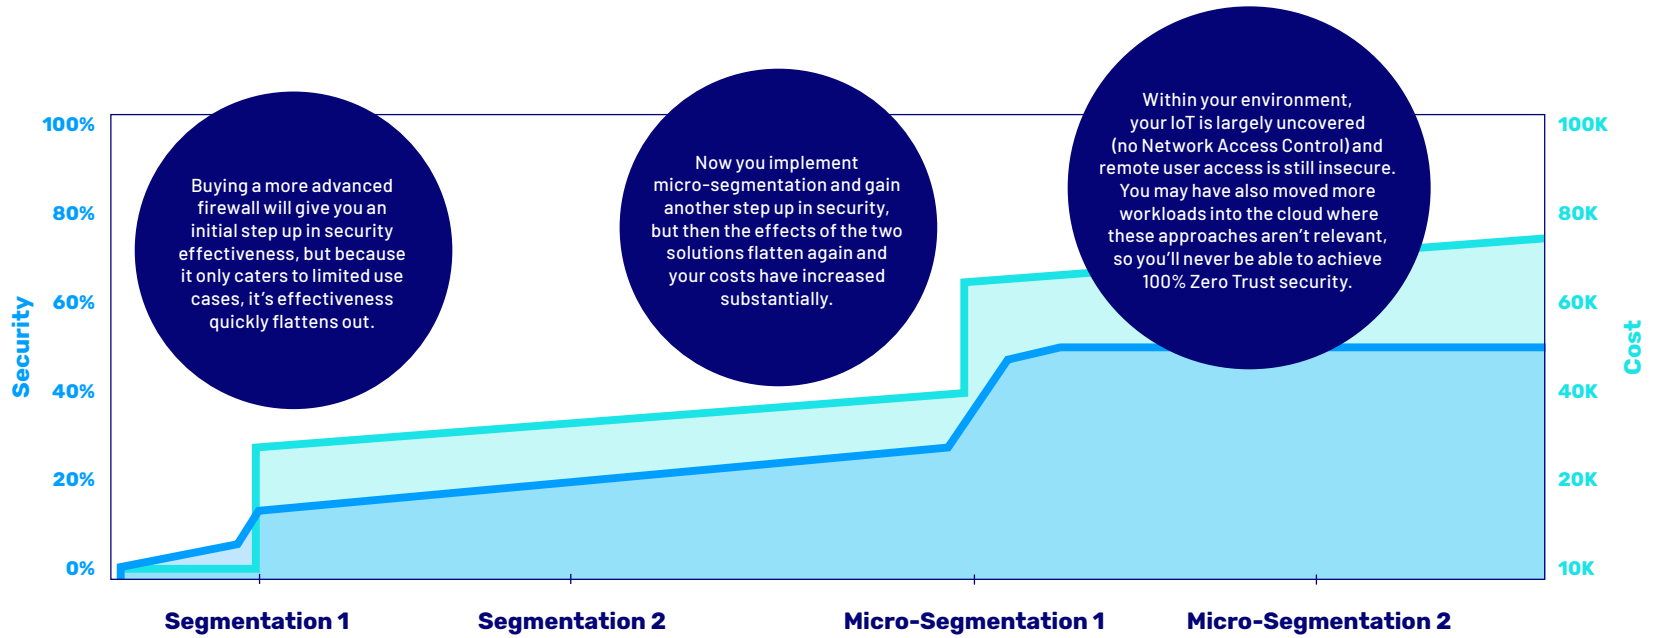 Buying a more advanced
firewall will give you an
initial step up in security
effectiveness, but because
it only caters to limited use
cases, it's effectiveness
quickly flattens out.
Now you implement
micro-segmentation and gain
another step up in security,
but then the effects of the two
solutions flatten again and
your costs have increased
substantially.
Within your environment,
your IoT is largely uncovered
(no Network Access Control) and
remote user access is still insecure.
You may have also moved more
workloads into the cloud where
these approaches aren't relevant,
so you'll never be able to achieve
100% Zero Trust security.
Security
100%
80%
60%
40%
20%
0%
100K
80K
60K
40K
20K
10K
Cost
Segmentation 1
Segmentation 2
Micro-Segmentation 1
Micro-Segmentation 2